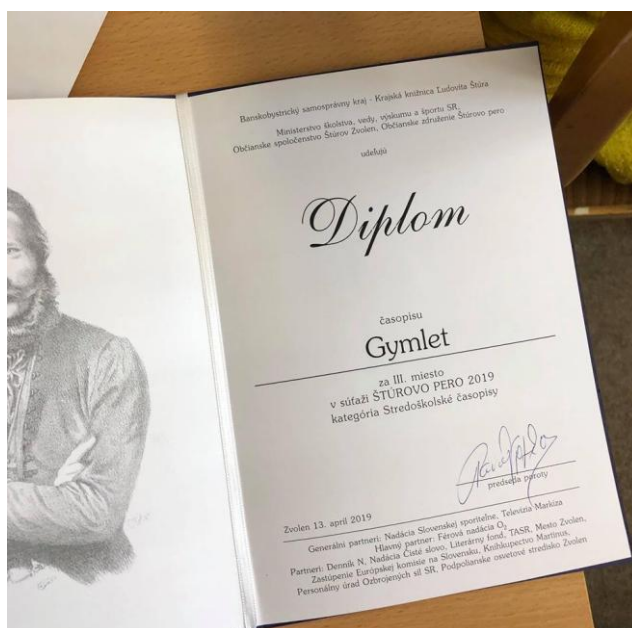 Banskobystrický samosprávny kraj - Krajská knižnica Ľudovíta Štúra
Ministerstvo školstva, vedy, výskumu a športu SR,
Občianske spoločenstvo Štúrov Zvolen, Občianske združenie Štúrovo pero
udeľujú
Diplom
časopisu
Gymlet
za III. miesto
v súťaži ŠTÚROVO PERO 2019
kategória Stredoškolské časopisy
predseda poroty
Zvolen 13. apríl 2019
Generálni partneri: Nadácia Slovenskej sporiteľne, Televízia Markíza
Hlavný partner: Férová nadácia O2
Partneri: Denník N, Nadácia Čisté slovo, Literárny fond, TASR, Mesto Zvolen,
Zastúpenie Európskej komisie na Slovensku, Kníhkupectvo Martinus,
Personálny úrad Ozbrojených síl SR, Podpolianske osvetové stredisko Zvolen